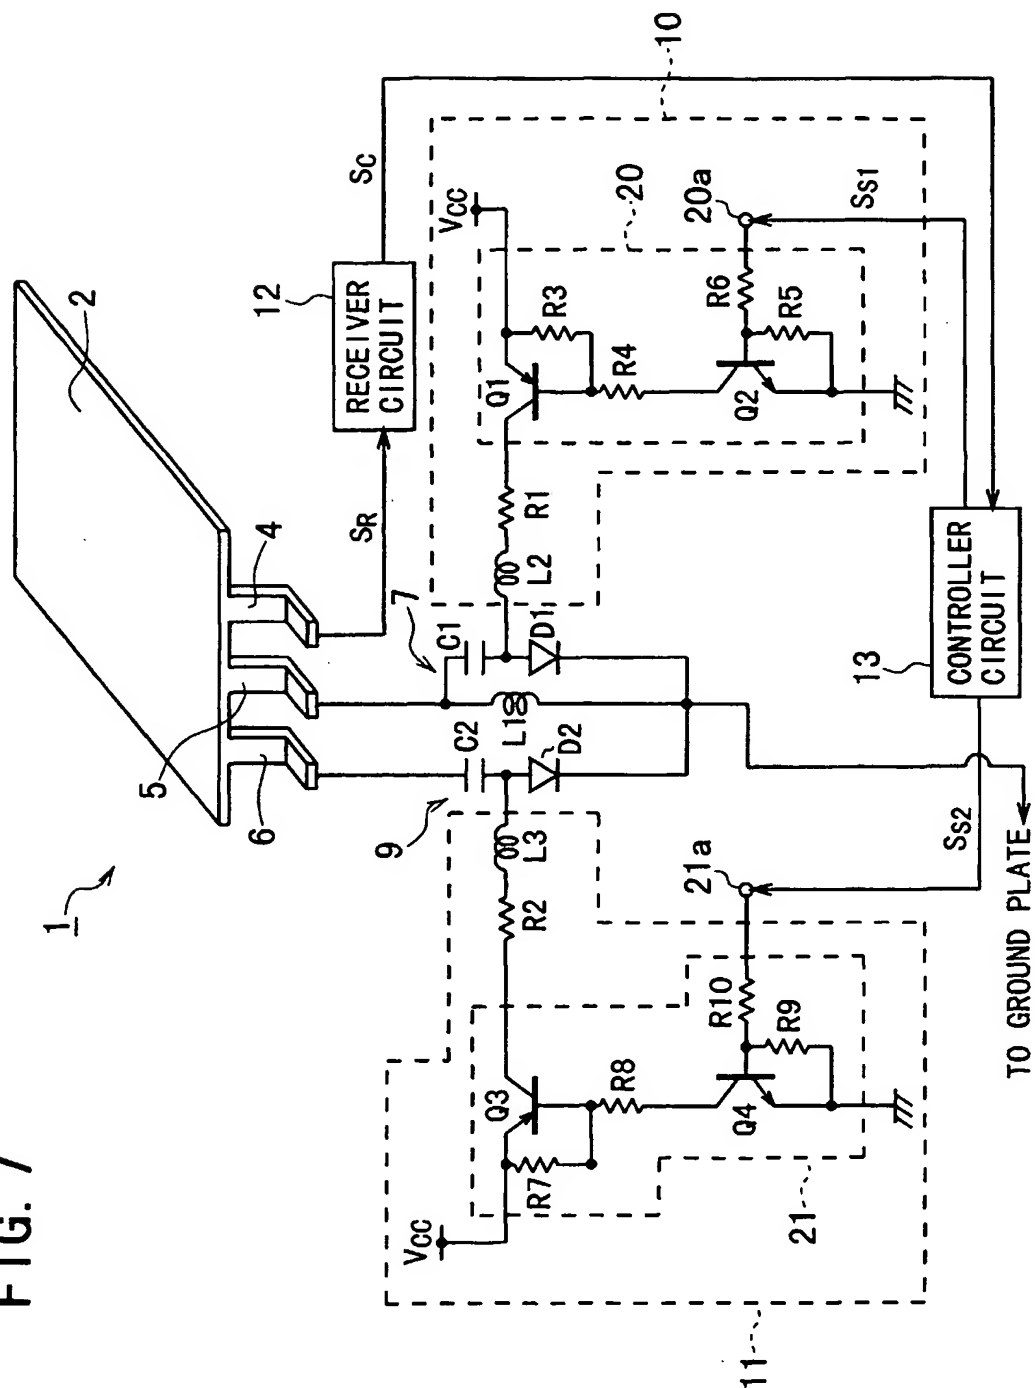 FIG. 7
1
2
4
5
6
SR
12
RECEIVER
CIRCUIT
SC
10
7
9
C1
C2
L1
D1
D2
L2
R1
L3
R2
VCC
Q1
R3
R4
20
20a
R6
R5
Q2
SS1
VCC
Q3
R7
R8
21
21a
R10
R9
Q4
SS2
11
13
CONTROLLER
CIRCUIT
TO GROUND PLATE